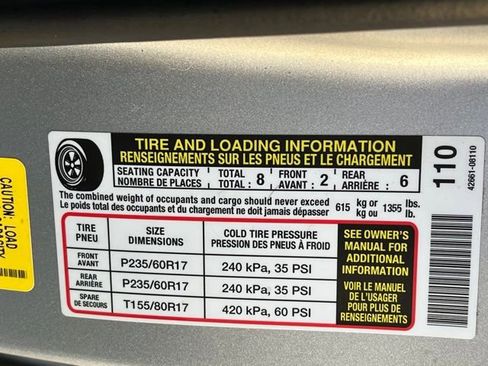 TIRE AND LOADING INFORMATION
RENSEIGNEMENTS SUR LES PNEUS ET LE CHARGEMENT
SEATING CAPACITY
NOMBRE DE PLACES
TOTAL
TOTAL : 8
FRONT
AVANT : 2
REAR
ARRIÈRE : 6
The combined weight of occupants and cargo should never exceed 615 kg or 1355 lbs.
Le poids total des occupants et du chargement ne doit jamais dépasser kg ou lb.
TIRE
PNEU
SIZE
DIMENSIONS
COLD TIRE PRESSURE
PRESSION DES PNEUS À FROID
FRONT
AVANT
P235/60R17
240 kPa, 35 PSI
REAR
ARRIÈRE
P235/60R17
240 kPa, 35 PSI
SPARE
DE SECOURS
T155/80R17
420 kPa, 60 PSI
SEE OWNER'S
MANUAL FOR
ADDITIONAL
INFORMATION
VOIR LE MANUEL
DE L'USAGER
POUR PLUS DE
RENSEIGNEMENTS
110
42661-08110
CAUTION: LOAD